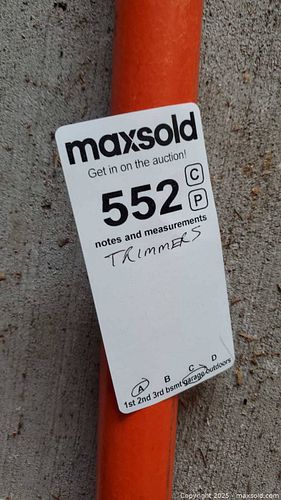 maxsold
Get in on the auction!
552 C
P
notes and measurements
TRIMMERS
A B C D
1st 2nd 3rd bsmt garage outdoors
Copyright 2025 - maxsold.com